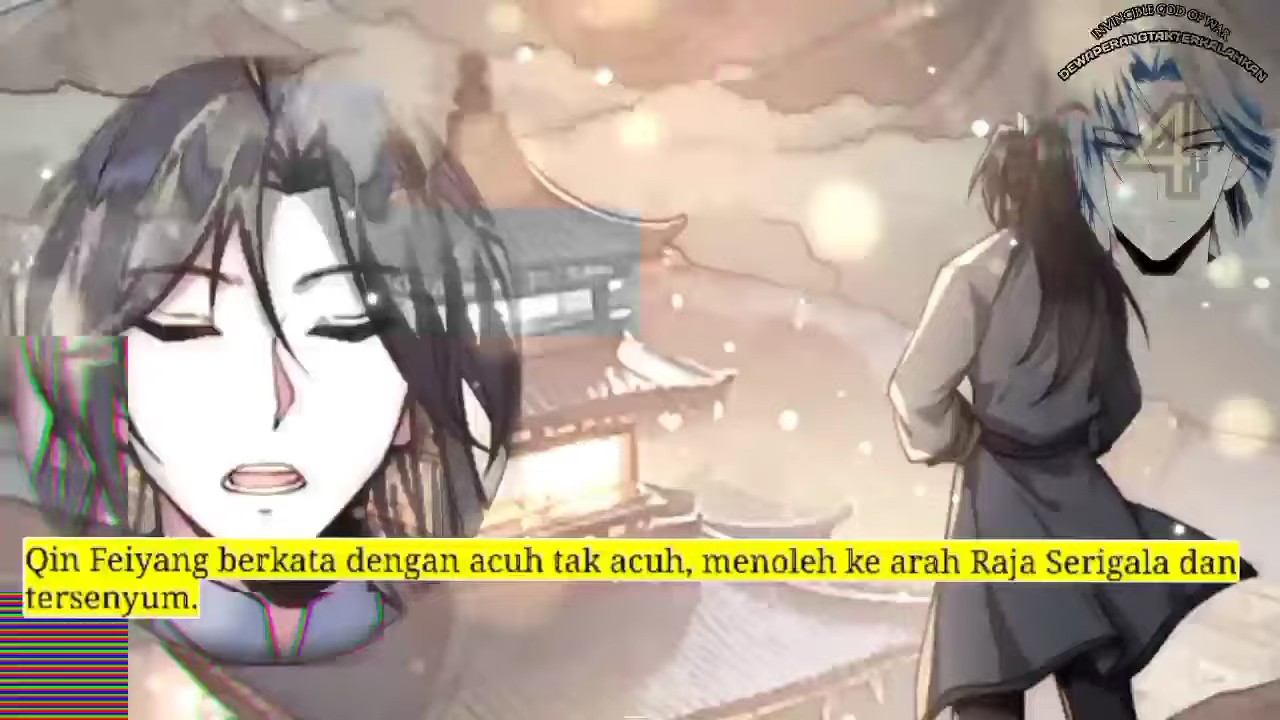 INVINCIBLE GOD OF WAR
DEWAPERANGTAKTERKALAHKAN
4
Qin Feiyang berkata dengan acuh tak acuh, menoleh ke arah Raja Serigala dan
tersenyum.